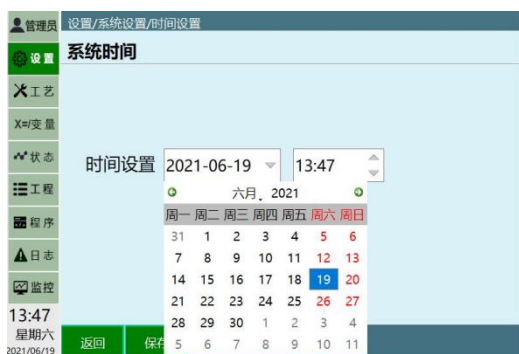 管理员
设置/系统设置/时间设置
设置
系统时间
工艺
X=/变量
状态
时间设置 2021-06-19 13:47
工程
六月, 2021
周一 周二 周三 周四 周五 周六 周日
31 1 2 3 4 5 6
7 8 9 10 11 12 13
14 15 16 17 18 19 20
21 22 23 24 25 26 27
28 29 30 1 2 3 4
5 6 7 8 9 10 11
程序
日志
监控
13:47
星期六
2021/06/19
返回
保存